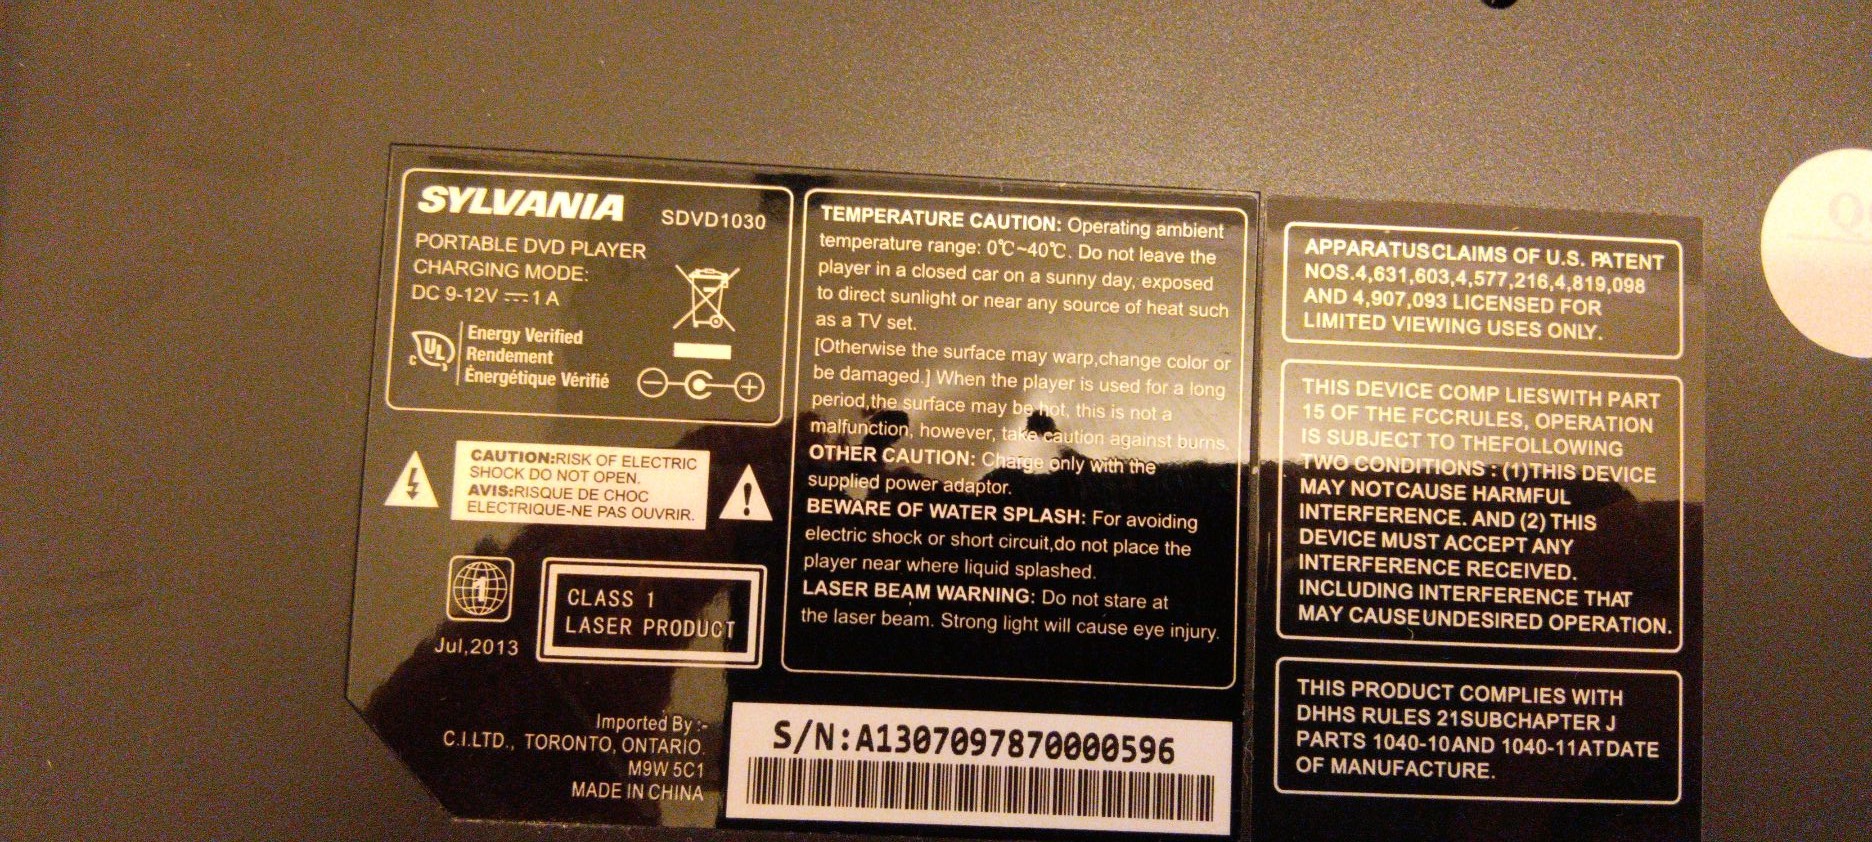 SYLVANIA SDVD1030
PORTABLE DVD PLAYER
CHARGING MODE:
DC 9-12V ⎓ 1 A
c UL Energy Verified
Rendement
Énergétique Vérifié
CAUTION:RISK OF ELECTRIC
SHOCK DO NOT OPEN.
AVIS:RISQUE DE CHOC
ELECTRIQUE-NE PAS OUVRIR.
1
Jul,2013
CLASS 1
LASER PRODUCT
Imported By :-
C.I.LTD., TORONTO, ONTARIO.
M9W 5C1
MADE IN CHINA
TEMPERATURE CAUTION: Operating ambient
temperature range: 0℃~40℃. Do not leave the
player in a closed car on a sunny day, exposed
to direct sunlight or near any source of heat such
as a TV set.
[Otherwise the surface may warp,change color or
be damaged.] When the player is used for a long
period,the surface may be hot, this is not a
malfunction, however, take caution against burns.
OTHER CAUTION: Charge only with the
supplied power adaptor.
BEWARE OF WATER SPLASH: For avoiding
electric shock or short circuit,do not place the
player near where liquid splashed.
LASER BEAM WARNING: Do not stare at
the laser beam. Strong light will cause eye injury.
S/N:A1307097870000596
APPARATUSCLAIMS OF U.S. PATENT
NOS.4,631,603,4,577,216,4,819,098
AND 4,907,093 LICENSED FOR
LIMITED VIEWING USES ONLY.
THIS DEVICE COMP LIESWITH PART
15 OF THE FCCRULES, OPERATION
IS SUBJECT TO THEFOLLOWING
TWO CONDITIONS : (1)THIS DEVICE
MAY NOTCAUSE HARMFUL
INTERFERENCE. AND (2) THIS
DEVICE MUST ACCEPT ANY
INTERFERENCE RECEIVED.
INCLUDING INTERFERENCE THAT
MAY CAUSEUNDESIRED OPERATION.
THIS PRODUCT COMPLIES WITH
DHHS RULES 21SUBCHAPTER J
PARTS 1040-10AND 1040-11ATDATE
OF MANUFACTURE.